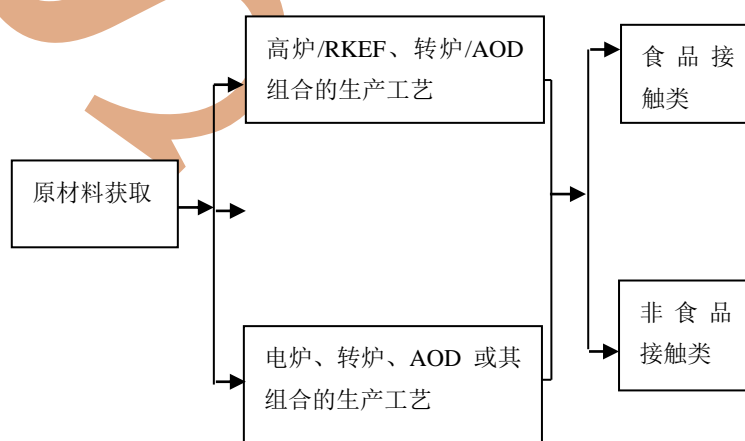 高炉/RKEF、转炉/AOD
组合的生产工艺
食品接
触类
原材料获取
电炉、转炉、AOD 或其
组合的生产工艺
非食品
接触类